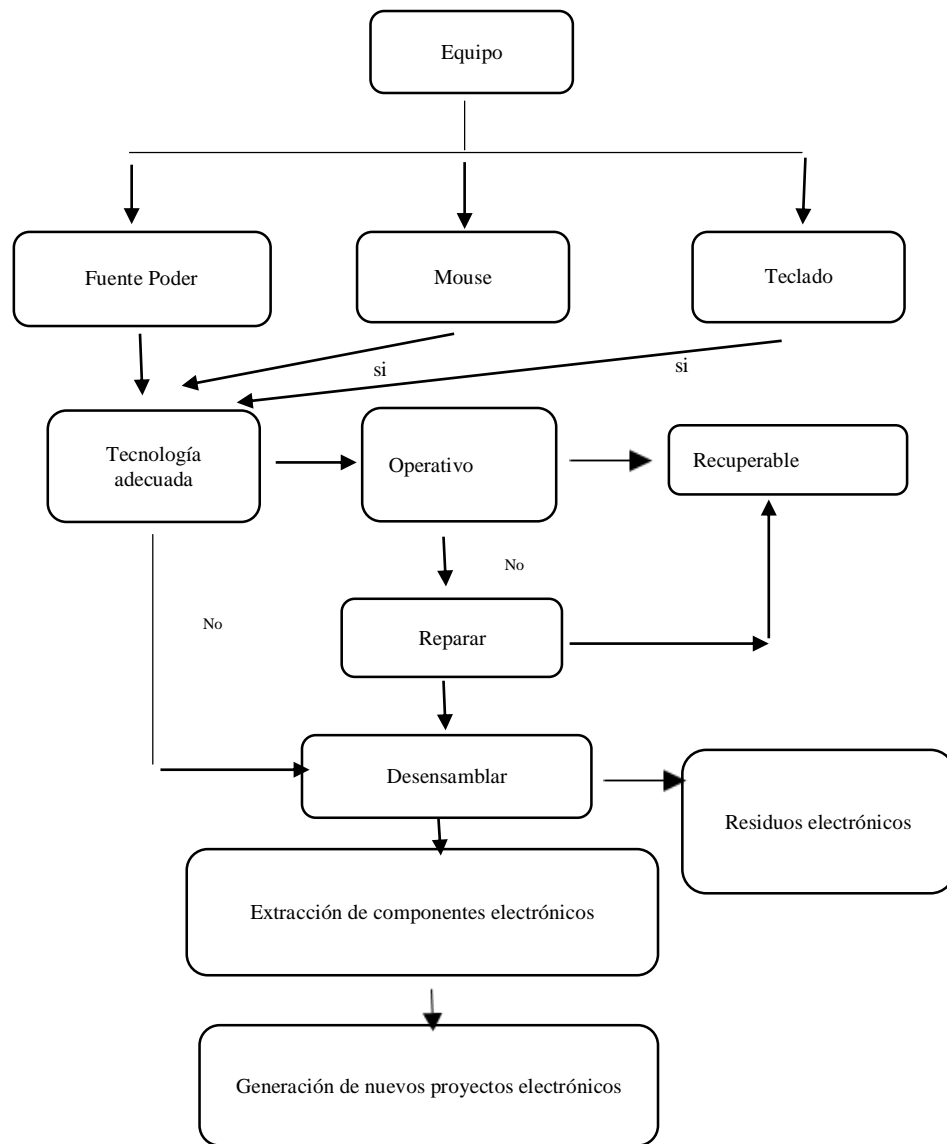 Equipo
Fuente Poder
Mouse
Teclado
si
si
Tecnología
adecuada
Operativo
Recuperable
No
No
Reparar
Desensamblar
Residuos electrónicos
Extracción de componentes electrónicos
Generación de nuevos proyectos electrónicos